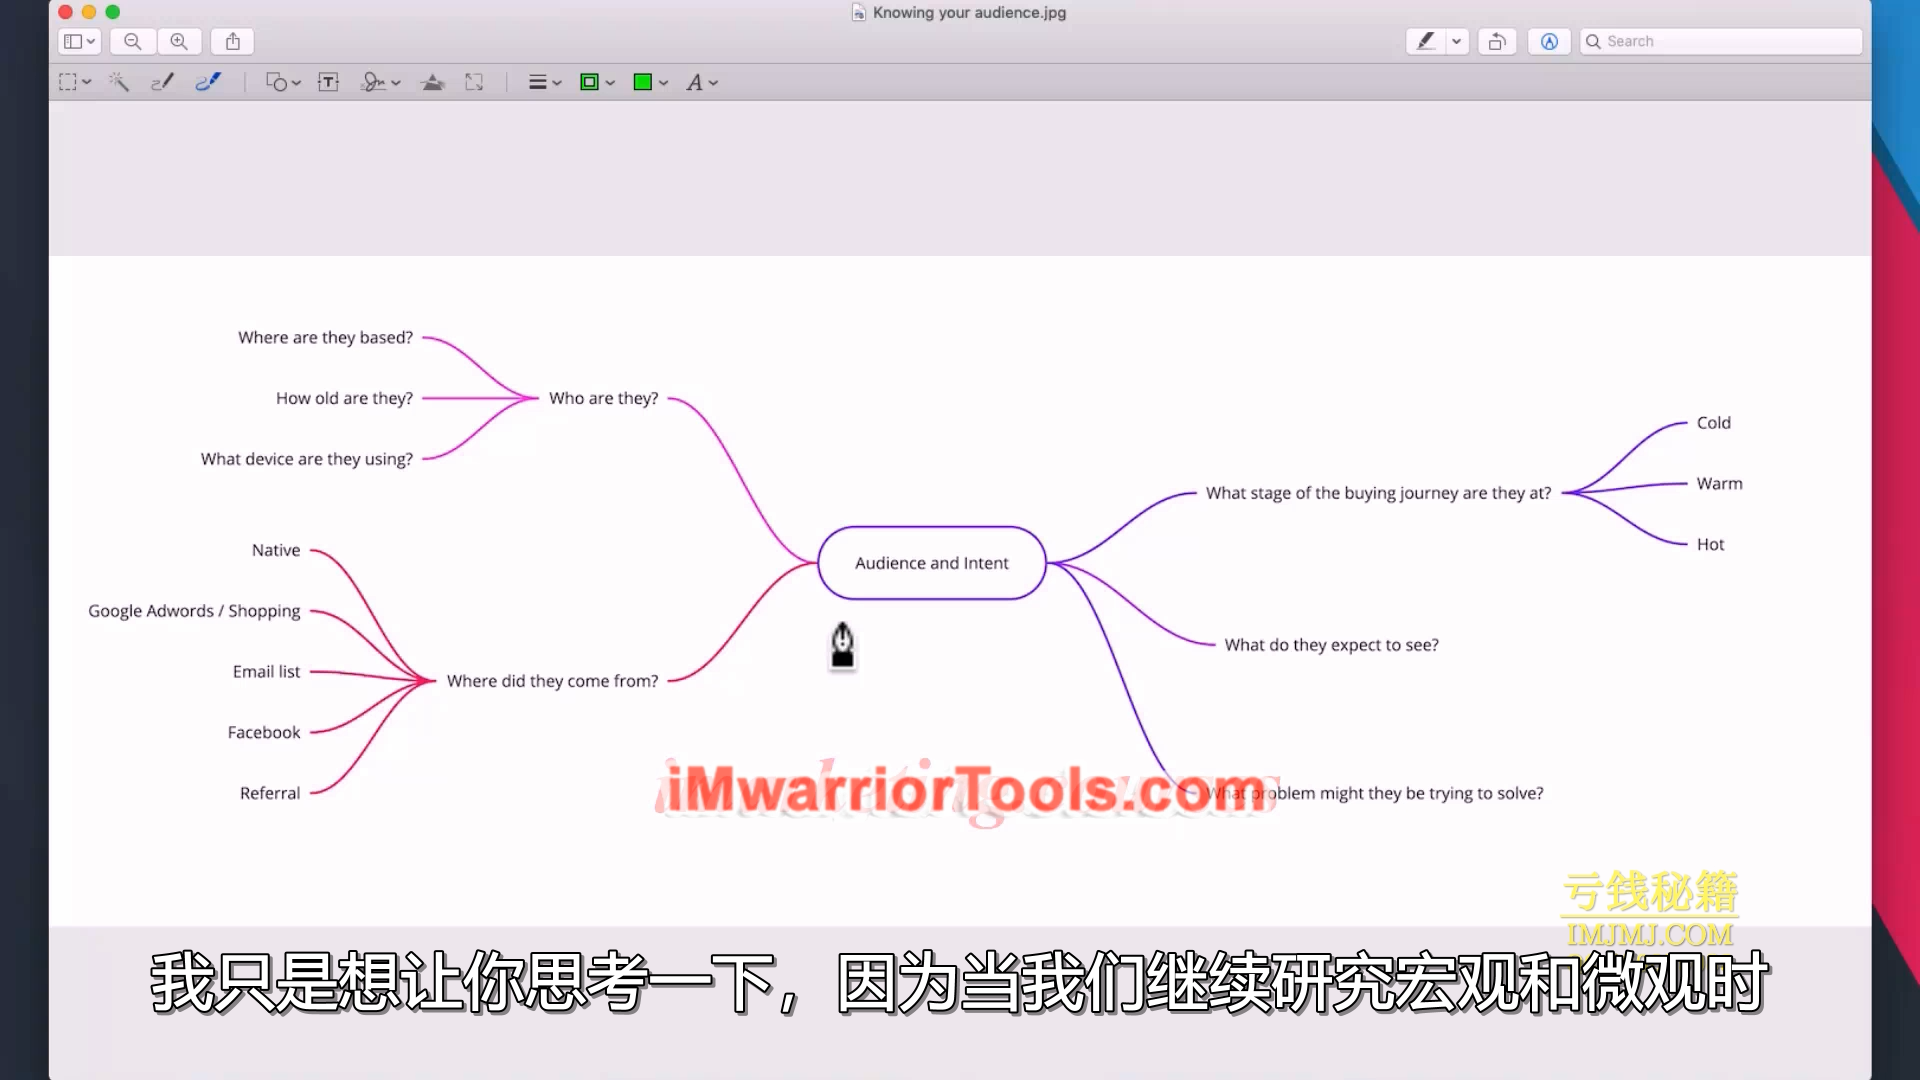 Knowing your audience.jpg
Search
Where are they based?
How old are they?
What device are they using?
Who are they?
Native
Google Adwords / Shopping
Email list
Facebook
Referral
Where did they come from?
Audience and Intent
What stage of the buying journey are they at?
Cold
Warm
Hot
What do they expect to see?
What problem might they be trying to solve?
iMwarriorTools.com
亏钱秘籍
IMJMJ.COM
我只是想让你思考一下，因为当我们继续研究宏观和微观时